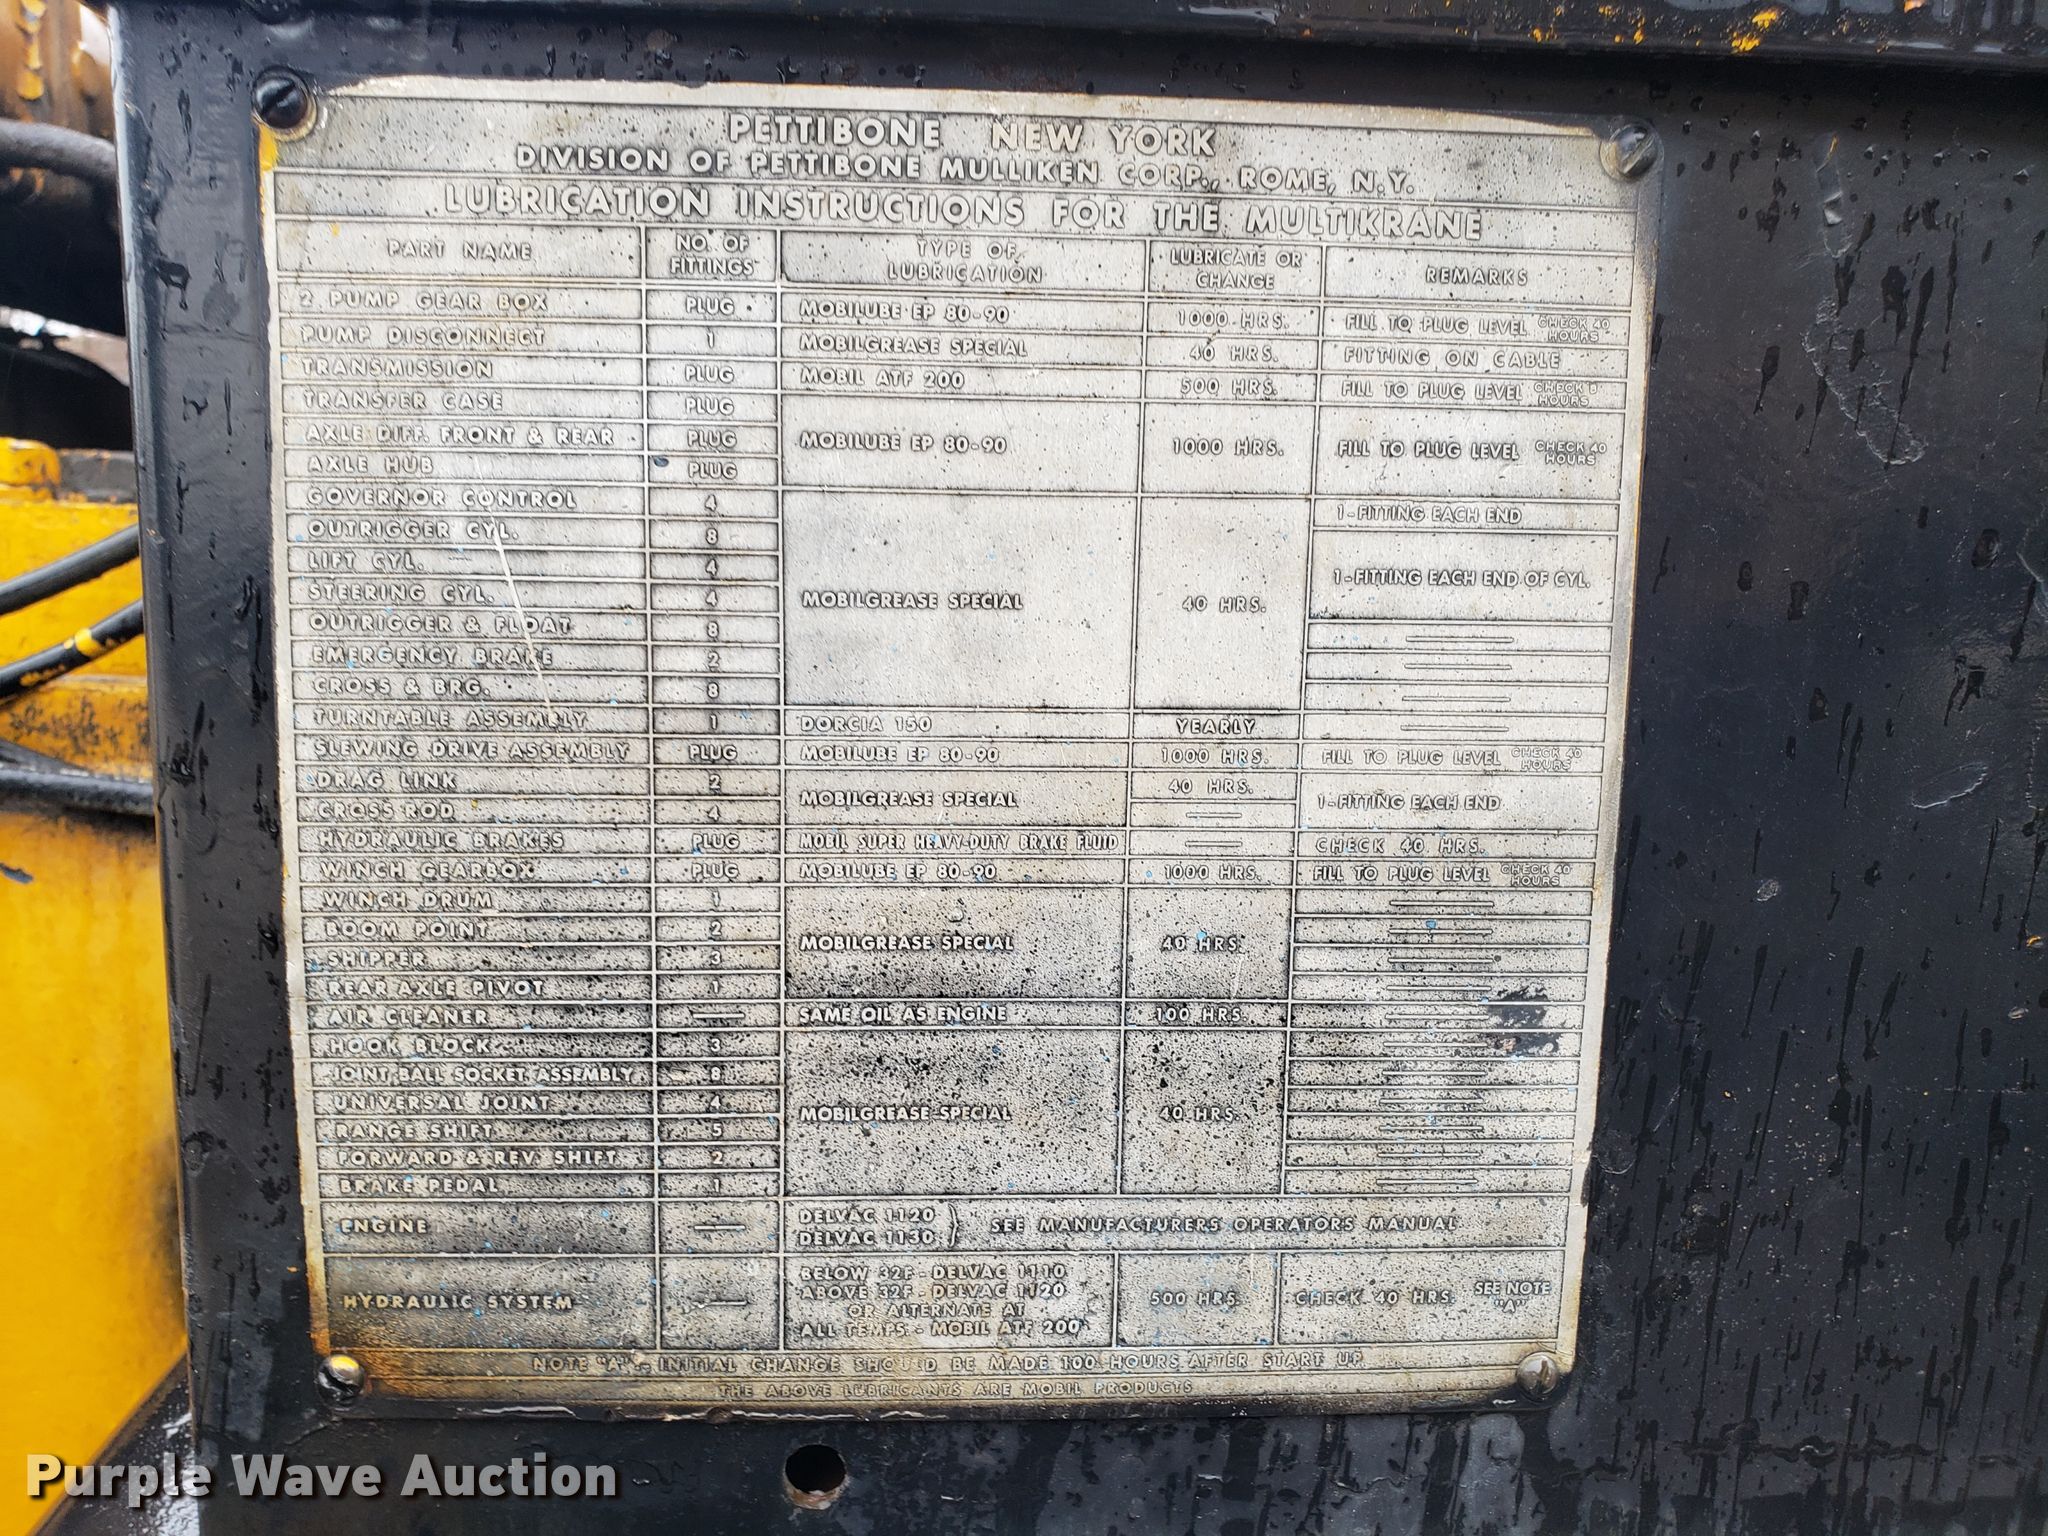 PETTIBONE NEW YORK
DIVISION OF PETTIBONE MULLIKEN CORP., ROME, N.Y.
LUBRICATION INSTRUCTIONS FOR THE MULTIKRANE
PART NAME NO. OF FITTINGS TYPE OF LUBRICATION LUBRICATE OR CHANGE REMARKS
2 PUMP GEAR BOX PLUG MOBILUBE EP 80-90 1000 HRS. FILL TO PLUG LEVEL CHECK 40 HOURS
PUMP DISCONNECT 1 MOBILGREASE SPECIAL 40 HRS. FITTING ON CABLE
TRANSMISSION PLUG MOBIL ATF 200 500 HRS. FILL TO PLUG LEVEL CHECK 8 HOURS
TRANSFER CASE PLUG
AXLE DIFF. FRONT & REAR PLUG MOBILUBE EP 80-90 1000 HRS. FILL TO PLUG LEVEL CHECK 40 HOURS
AXLE HUB PLUG
GOVERNOR CONTROL 4 1-FITTING EACH END
OUTRIGGER CYL. 8
LIFT CYL. 4 1-FITTING EACH END OF CYL.
STEERING CYL. 4 MOBILGREASE SPECIAL 40 HRS.
OUTRIGGER & FLOAT 8
EMERGENCY BRAKE 2
CROSS & BRG. 8
TURNTABLE ASSEMBLY 1 DORCIA 150 YEARLY
SLEWING DRIVE ASSEMBLY PLUG MOBILUBE EP 80-90 1000 HRS. FILL TO PLUG LEVEL CHECK 40 HOURS
DRAG LINK 2 MOBILGREASE SPECIAL 40 HRS. 1-FITTING EACH END
CROSS ROD 4
HYDRAULIC BRAKES PLUG MOBIL SUPER HEAVY-DUTY BRAKE FLUID CHECK 40 HRS.
WINCH GEARBOX PLUG MOBILUBE EP 80-90 1000 HRS. FILL TO PLUG LEVEL CHECK 40 HOURS
WINCH DRUM 1
BOOM POINT 2 MOBILGREASE SPECIAL 40 HRS.
SHIPPER 3
REAR AXLE PIVOT 1
AIR CLEANER SAME OIL AS ENGINE 100 HRS.
HOOK BLOCK 3
JOINT BALL SOCKET ASSEMBLY 8
UNIVERSAL JOINT 4 MOBILGREASE SPECIAL 40 HRS.
RANGE SHIFT 5
FORWARD & REV. SHIFT 2
BRAKE PEDAL 1
ENGINE DELVAC 1120 DELVAC 1130 } SEE MANUFACTURERS OPERATORS MANUAL
HYDRAULIC SYSTEM BELOW 32F - DELVAC 1110 500 HRS. CHECK 40 HRS. SEE NOTE "A"
ABOVE 32F - DELVAC 1120
OR ALTERNATE AT
ALL TEMPS - MOBIL ATF 200
NOTE "A" - INITIAL CHANGE SHOULD BE MADE 100 HOURS AFTER START UP.
THE ABOVE LUBRICANTS ARE MOBIL PRODUCTS
Purple Wave Auction